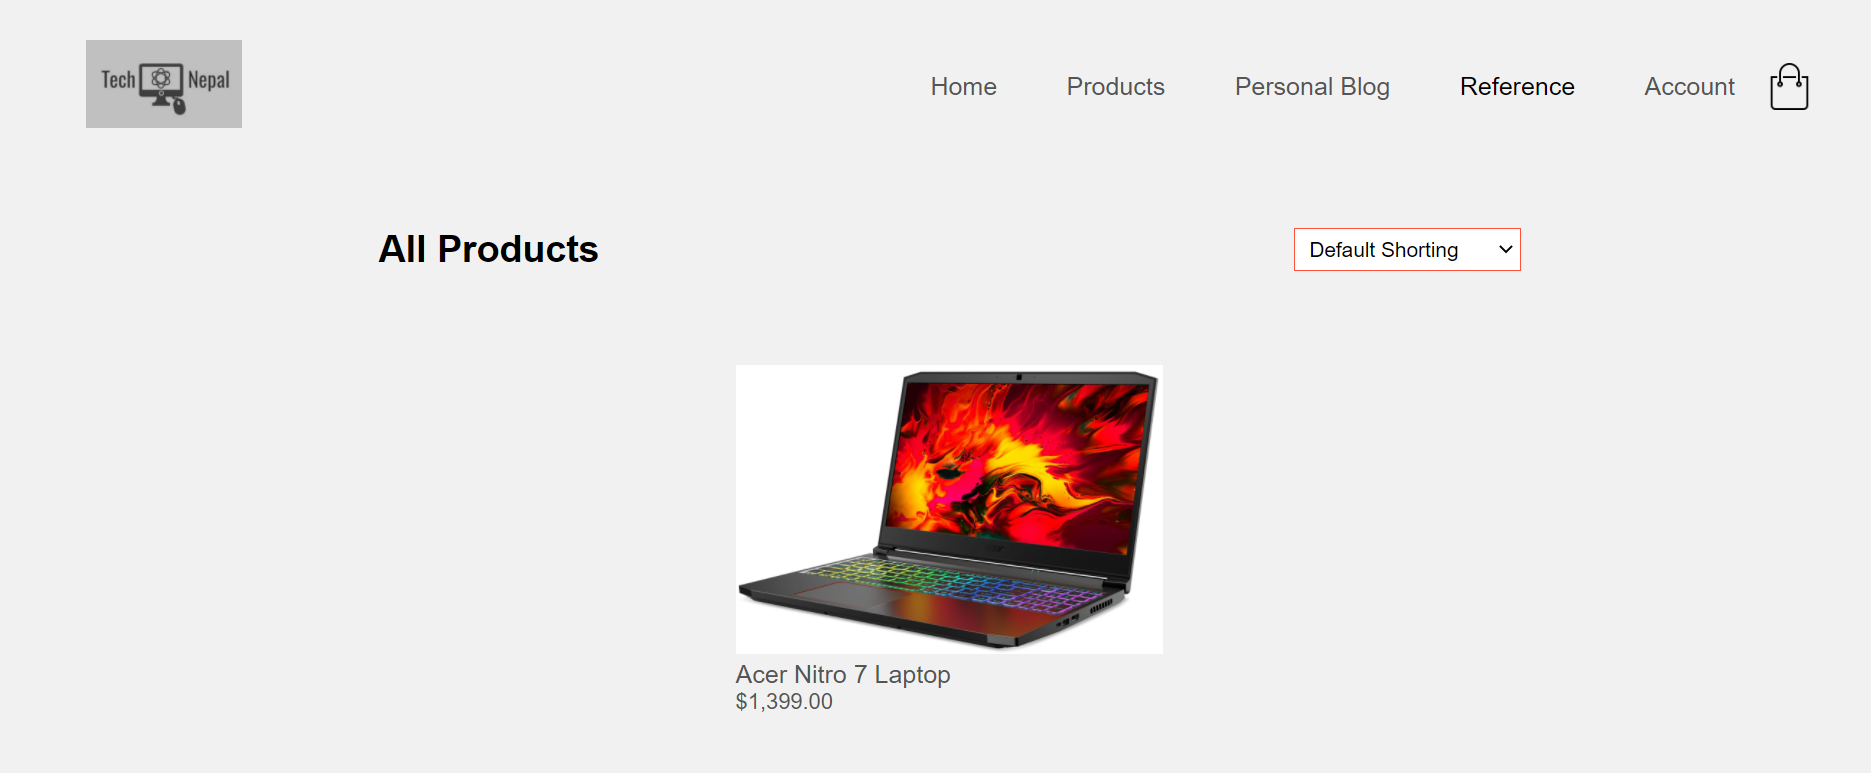 Tech Nepal
Home Products Personal Blog Reference Account
All Products
Default Shorting
Acer Nitro 7 Laptop
$1,399.00